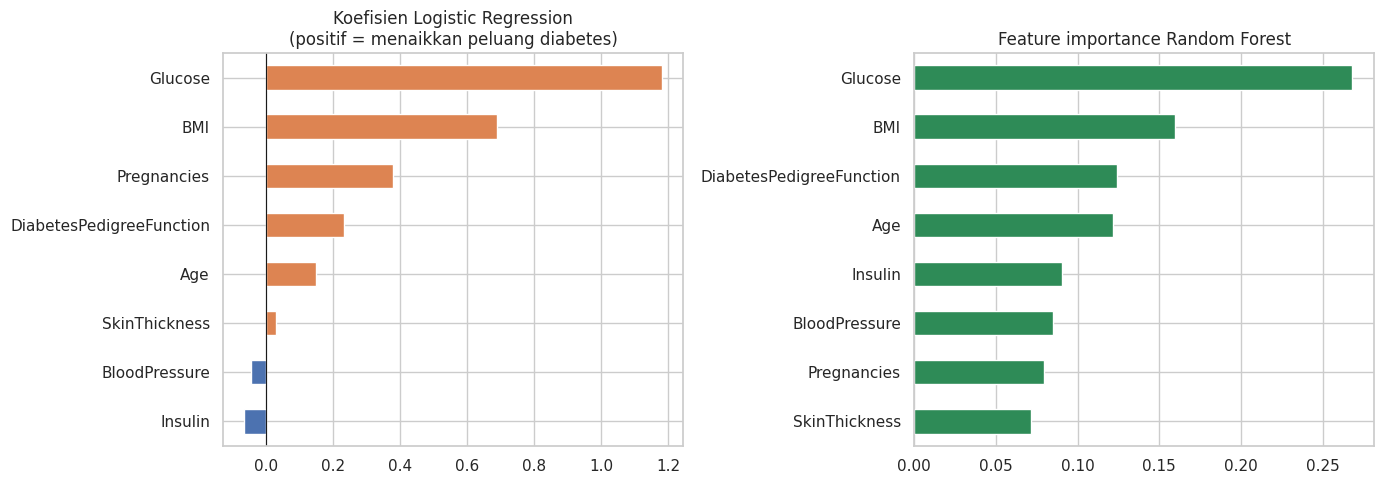 Koefisien Logistic Regression
(positif = menaikkan peluang diabetes)
Glucose
BMI
Pregnancies
DiabetesPedigreeFunction
Age
SkinThickness
BloodPressure
Insulin
0.0 0.2 0.4 0.6 0.8 1.0 1.2
Feature importance Random Forest
Glucose
BMI
DiabetesPedigreeFunction
Age
Insulin
BloodPressure
Pregnancies
SkinThickness
0.00 0.05 0.10 0.15 0.20 0.25